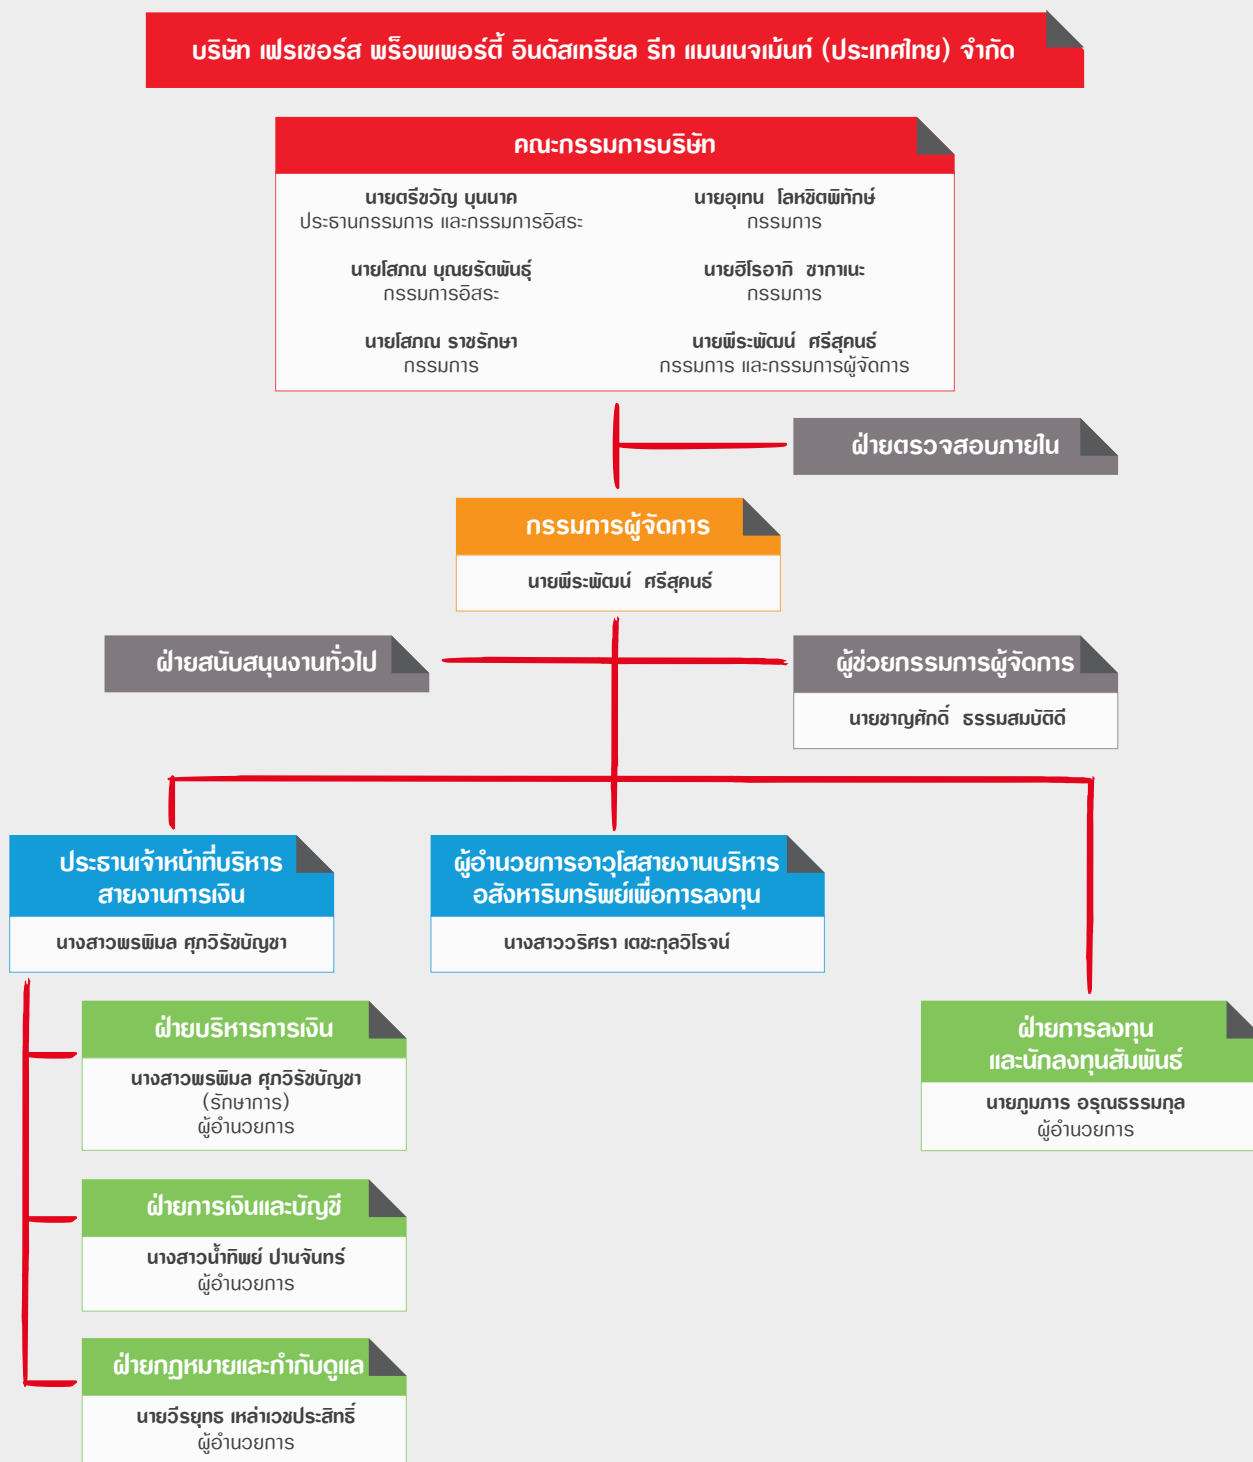 บริษัท เฟรเซอร์ส พร็อพเพอร์ตี้ อินดัสเทรียล รีท แมนเนจเม้นท์ (ประเทศไทย) จำกัด
คณะกรรมการบริษัท
นายตรีขวัญ บุนนาค
ประธานกรรมการ และกรรมการอิสระ
นายโสภณ บุณยรัตพันธุ์
กรรมการอิสระ
นายโสภณ ราชรักษา
กรรมการ
นายอุเทน โลหชิตพิทักษ์
กรรมการ
นายฮิโรอากิ ซากาเนะ
กรรมการ
นายพีระพัฒน์ ศรีสุคนธ์
กรรมการ และกรรมการผู้จัดการ
ฝ่ายตรวจสอบภายใน
กรรมการผู้จัดการ
นายพีระพัฒน์ ศรีสุคนธ์
ฝ่ายสนับสนุนงานทั่วไป
ผู้ช่วยกรรมการผู้จัดการ
นายชาญศักดิ์ ธรรมสมบัติดี
ประธานเจ้าหน้าที่บริหาร
สายงานการเงิน
นางสาวพรพิมล ศุภวิรัชบัญชา
ผู้อำนวยการอาวุโสสายงานบริหาร
อสังหาริมทรัพย์เพื่อการลงทุน
นางสาววริศรา เตชะกุลวิโรจน์
ฝ่ายบริหารการเงิน
นางสาวพรพิมล ศุภวิรัชบัญชา
(รักษาการ)
ผู้อำนวยการ
ฝ่ายการลงทุน
และนักลงทุนสัมพันธ์
นายภูมภาร อรุณธรรมกุล
ผู้อำนวยการ
ฝ่ายการเงินและบัญชี
นางสาวน้ำทิพย์ ปานจันทร์
ผู้อำนวยการ
ฝ่ายกฎหมายและกำกับดูแล
นายวีรยุทธ เหล่าเวชประสิทธิ์
ผู้อำนวยการ